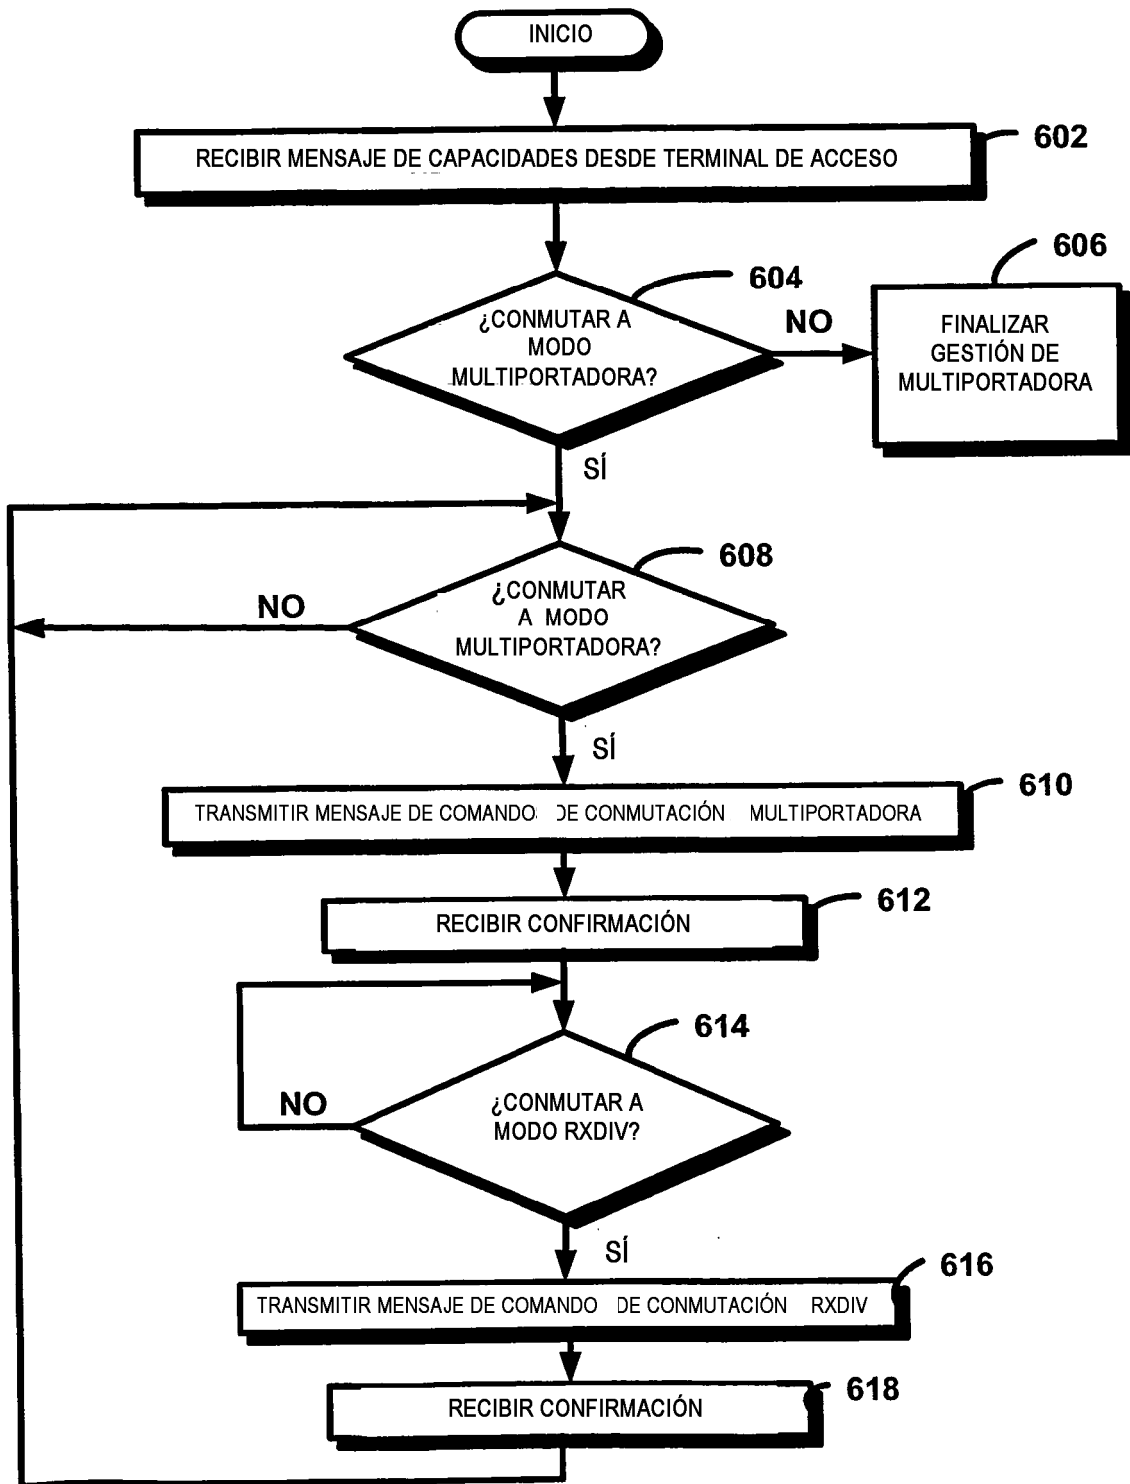 INICIO
602
RECIBIR MENSAJE DE CAPACIDADES DESDE TERMINAL DE ACCESO
606
604
¿CONMUTAR A
MODO
MULTIPORTADORA?
NO
FINALIZAR
GESTIÓN DE
MULTIPORTADORA
SÍ
608
¿CONMUTAR
A MODO
MULTIPORTADORA?
NO
SÍ
610
TRANSMITIR MENSAJE DE COMANDO DE CONMUTACIÓN MULTIPORTADORA
612
RECIBIR CONFIRMACIÓN
614
¿CONMUTAR A
MODO RXDIV?
NO
SÍ
616
TRANSMITIR MENSAJE DE COMANDO DE CONMUTACIÓN RXDIV
618
RECIBIR CONFIRMACIÓN